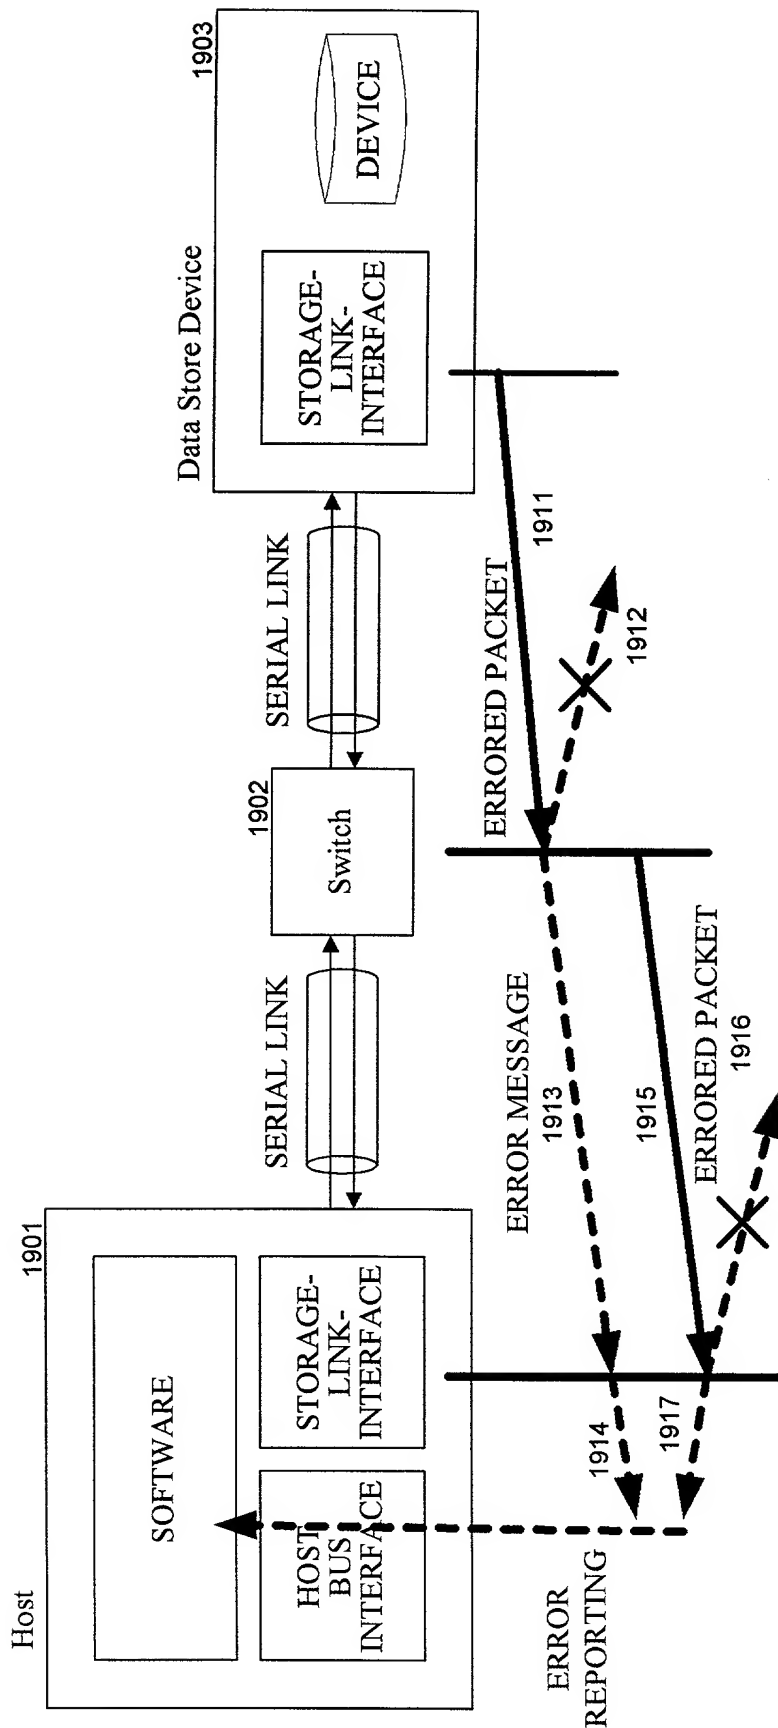 Host
1901
SOFTWARE
HOST
BUS
INTERFACE
STORAGE-
LINK-
INTERFACE
SERIAL LINK
1902
Switch
SERIAL LINK
Data Store Device
1903
STORAGE-
LINK-
INTERFACE
DEVICE
ERRORED PACKET
1911
1912
ERROR MESSAGE
1913
1915
ERRORED PACKET
1916
1914
1917
ERROR
REPORTING